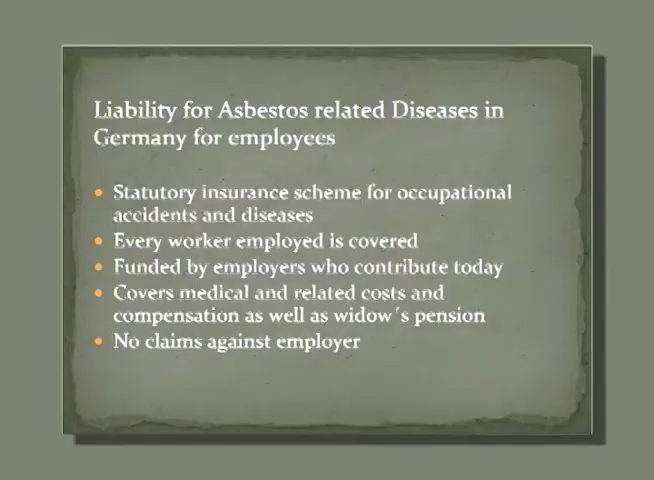 Liability for Asbestos related Diseases in
Germany for employees
Statutory insurance scheme for occupational
accidents and diseases
Every worker employed is covered
Funded by employers who contribute today
Covers medical and related costs and
compensation as well as widow´s pension
No claims against employer